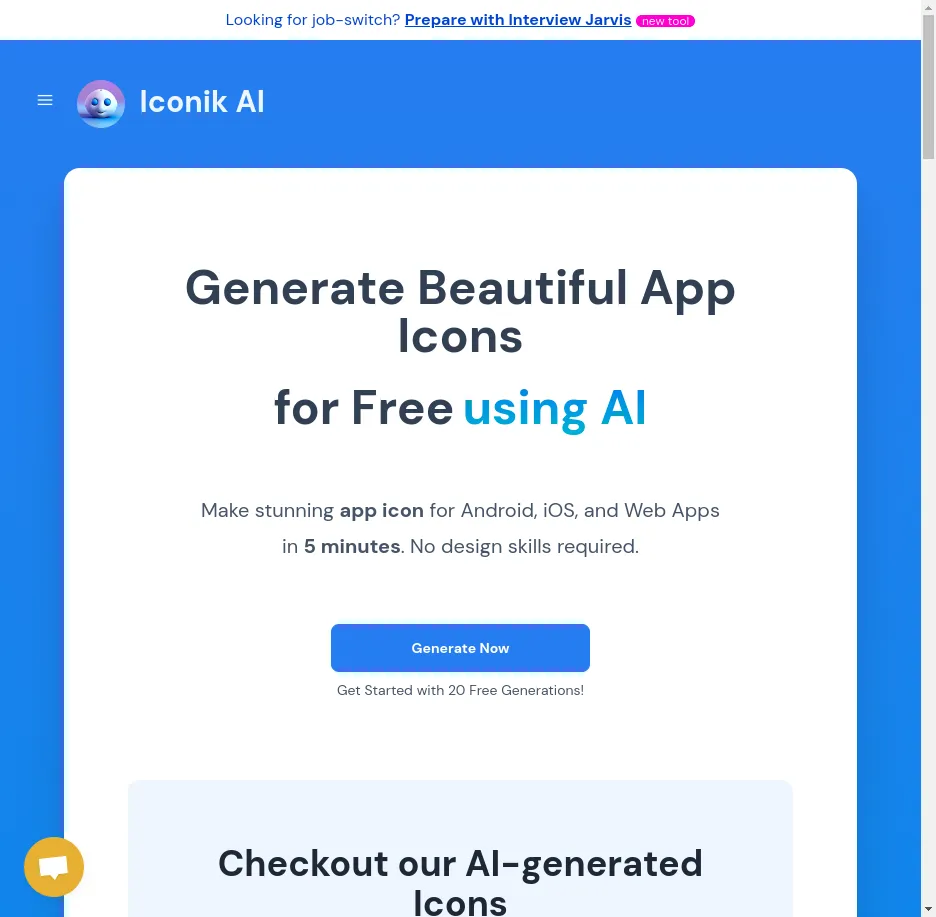 Looking for job-switch? Prepare with Interview Jarvis new tool
Iconik AI
Generate Beautiful App
Icons
for Free using AI
Make stunning app icon for Android, iOS, and Web Apps
in 5 minutes. No design skills required.
Generate Now
Get Started with 20 Free Generations!
Checkout our AI-generated
Icons